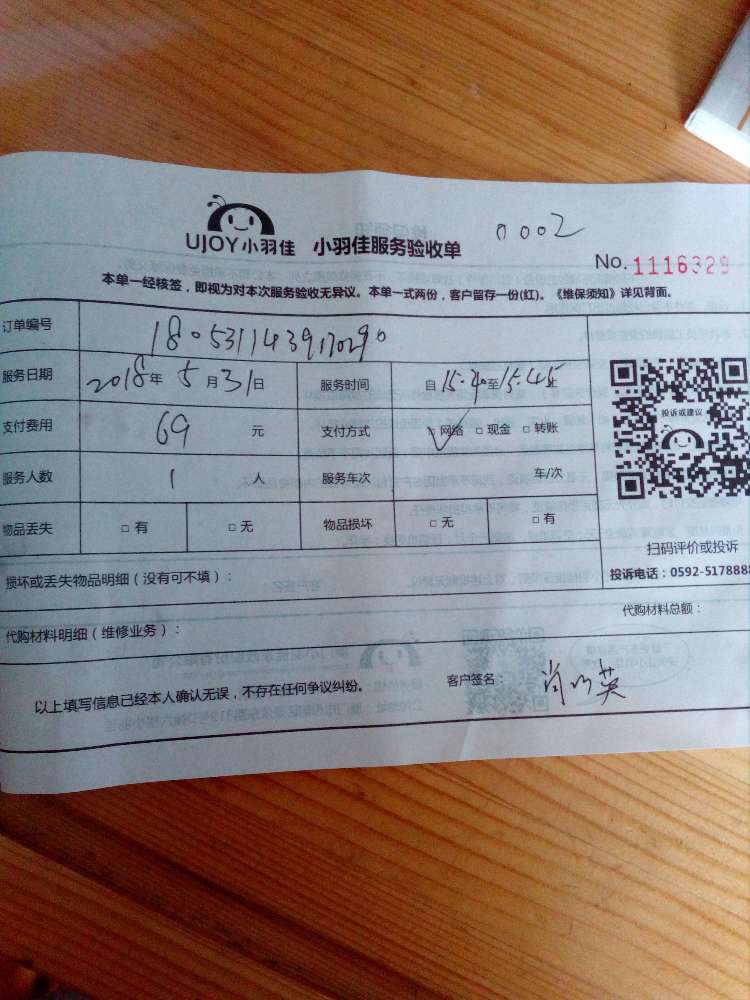 UJOY小羽佳 小羽佳服务验收单 0002
No. 1116329
本单一经核签，即视为对本次服务验收无异议。本单一式两份，客户留存一份(红)。《维保须知》详见背面。
订单编号 1805311439170290
服务日期 2018年5月31日 服务时间 自15:40至15:45止
支付费用 69 元 支付方式 □网络 □现金 □转账
投诉或建议
服务人数 1 人 服务车次 车/次
物品丢失 □有 □无 物品损坏 □无 □有
扫码评价或投诉
损坏或丢失物品明细（没有可不填）：
投诉电话：0592-5178888
代购材料明细（维修业务）： 代购材料总额：
以上填写信息已经本人确认无误，不存在任何争议纠纷。 客户签名：